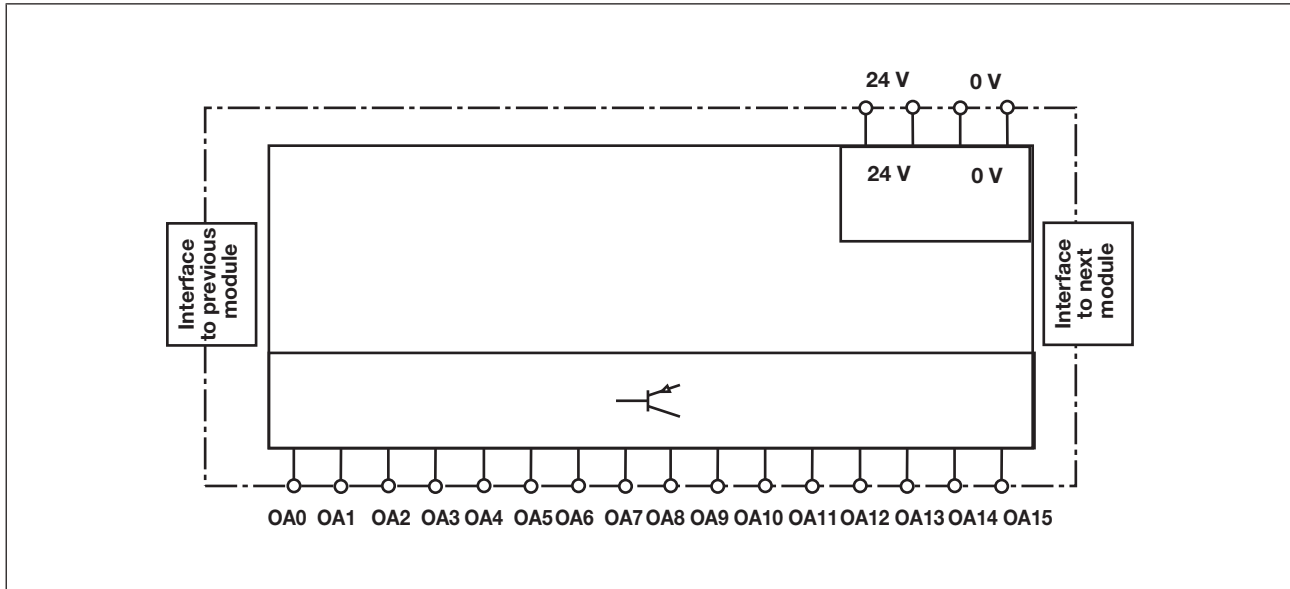 24 V 0 V
24 V 0 V
Interface
to previous
module
Interface
to next
module
OA0 OA1 OA2 OA3 OA4 OA5 OA6 OA7 OA8 OA9 OA10 OA11 OA12 OA13 OA14 OA15